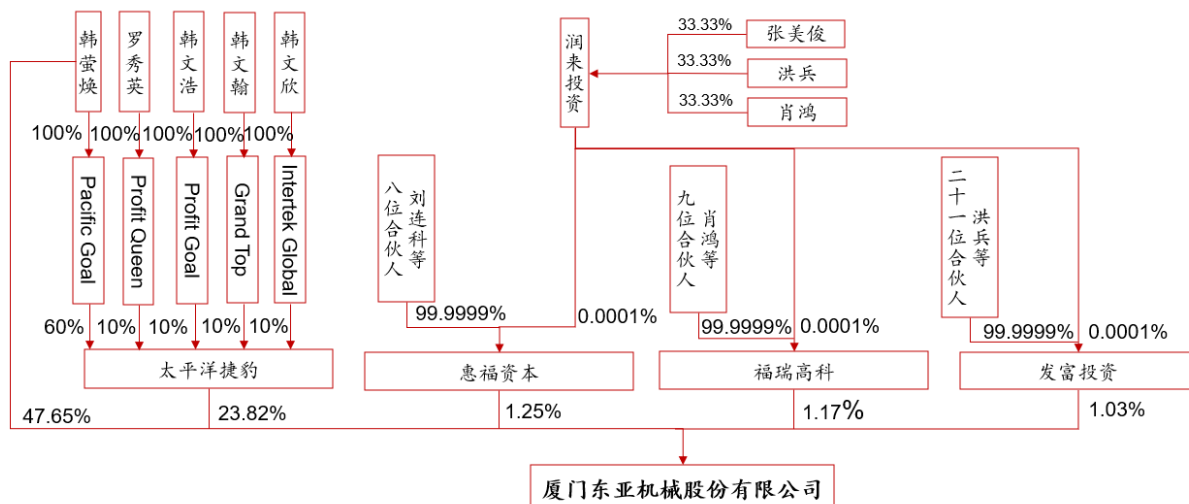 韩萤焕
罗秀英
韩文浩
韩文翰
韩文欣
润来投资
33.33%
张美俊
33.33%
洪兵
33.33%
肖鸿
100%
100%
100%
100%
100%
Pacific Goal
Profit Queen
Profit Goal
Grand Top
Intertek Global
刘连科等
八位合伙人
肖鸿等
九位合伙人
洪兵等
二十一位合伙人
60%
10%
10%
10%
10%
99.9999%
0.0001%
99.9999%
0.0001%
99.9999%
0.0001%
太平洋捷豹
惠福资本
福瑞高科
发富投资
47.65%
23.82%
1.25%
1.17%
1.03%
厦门东亚机械股份有限公司